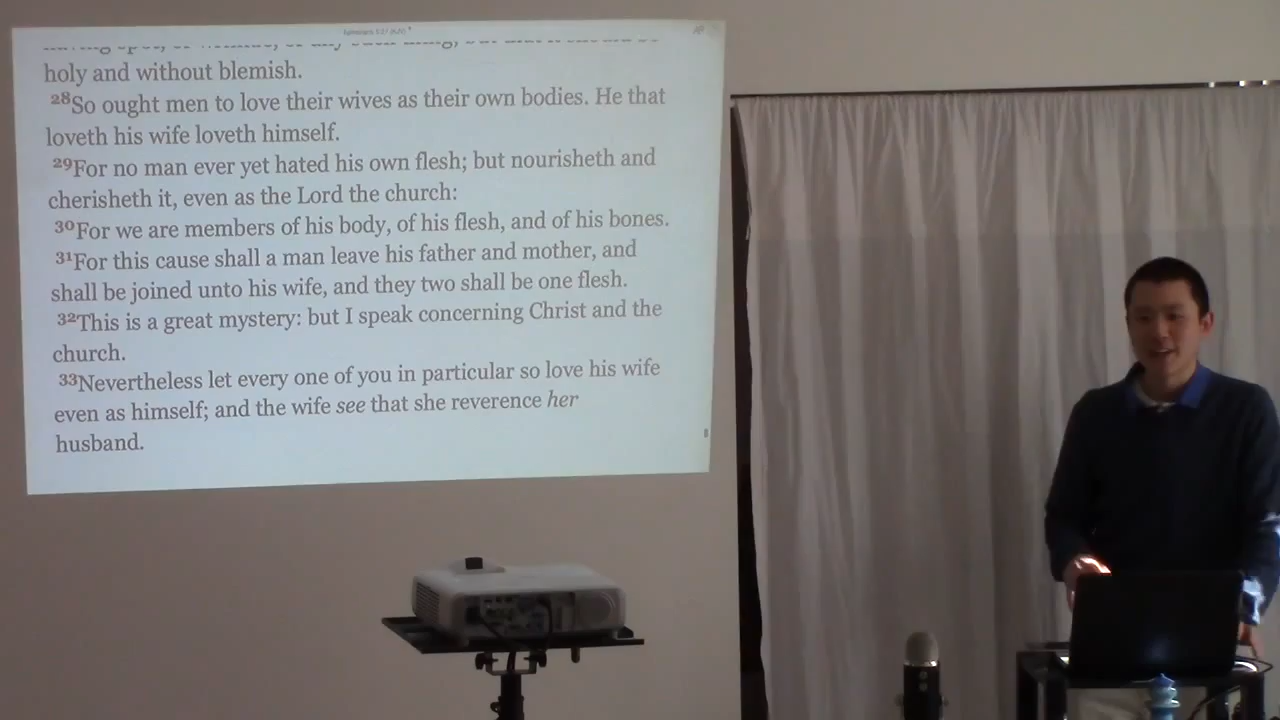 holy and without blemish.
28So ought men to love their wives as their own bodies. He that
loveth his wife loveth himself.
29For no man ever yet hated his own flesh; but nourisheth and
cherisheth it, even as the Lord the church:
30For we are members of his body, of his flesh, and of his bones.
31For this cause shall a man leave his father and mother, and
shall be joined unto his wife, and they two shall be one flesh.
32This is a great mystery: but I speak concerning Christ and the
church.
33Nevertheless let every one of you in particular so love his wife
even as himself; and the wife see that she reverence her
husband.